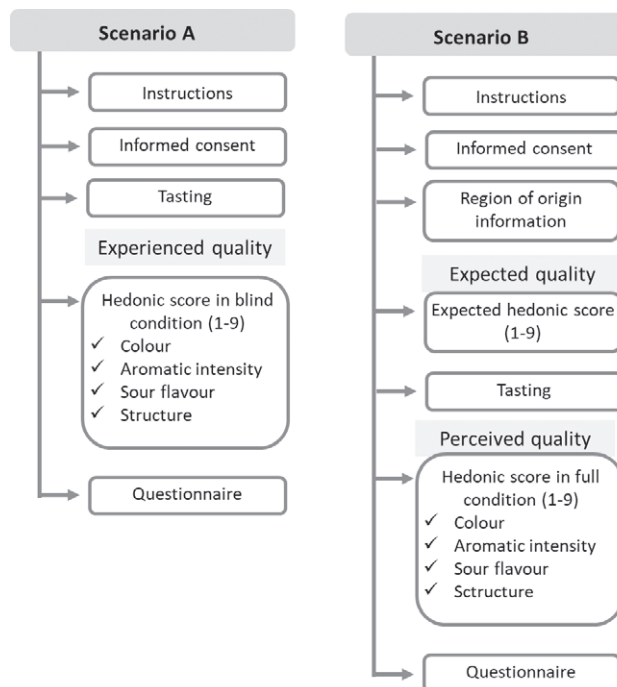 Scenario A
Instructions
Informed consent
Tasting
Experienced quality
Hedonic score in blind
condition (1-9)
✓ Colour
✓ Aromatic intensity
✓ Sour flavour
✓ Structure
Questionnaire
Scenario B
Instructions
Informed consent
Region of origin
information
Expected quality
Expected hedonic score
(1-9)
Tasting
Perceived quality
Hedonic score in full
condition (1-9)
✓ Colour
✓ Aromatic intensity
✓ Sour flavour
✓ Sctructure
Questionnaire